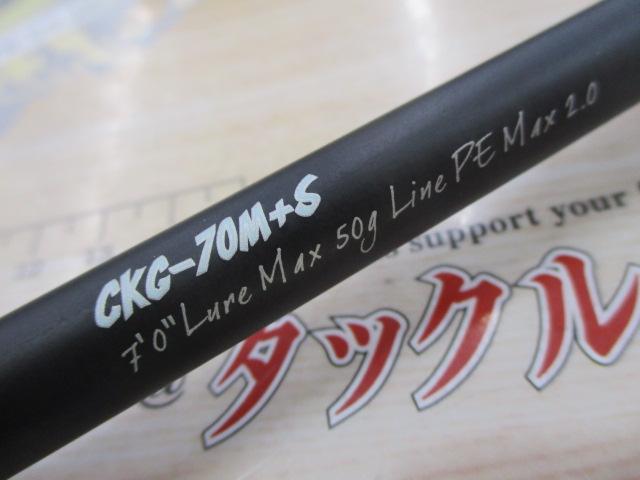 CKG-70M+S
7'0" Lure Max 50g Line PE Max 2.0
support your
@タックル